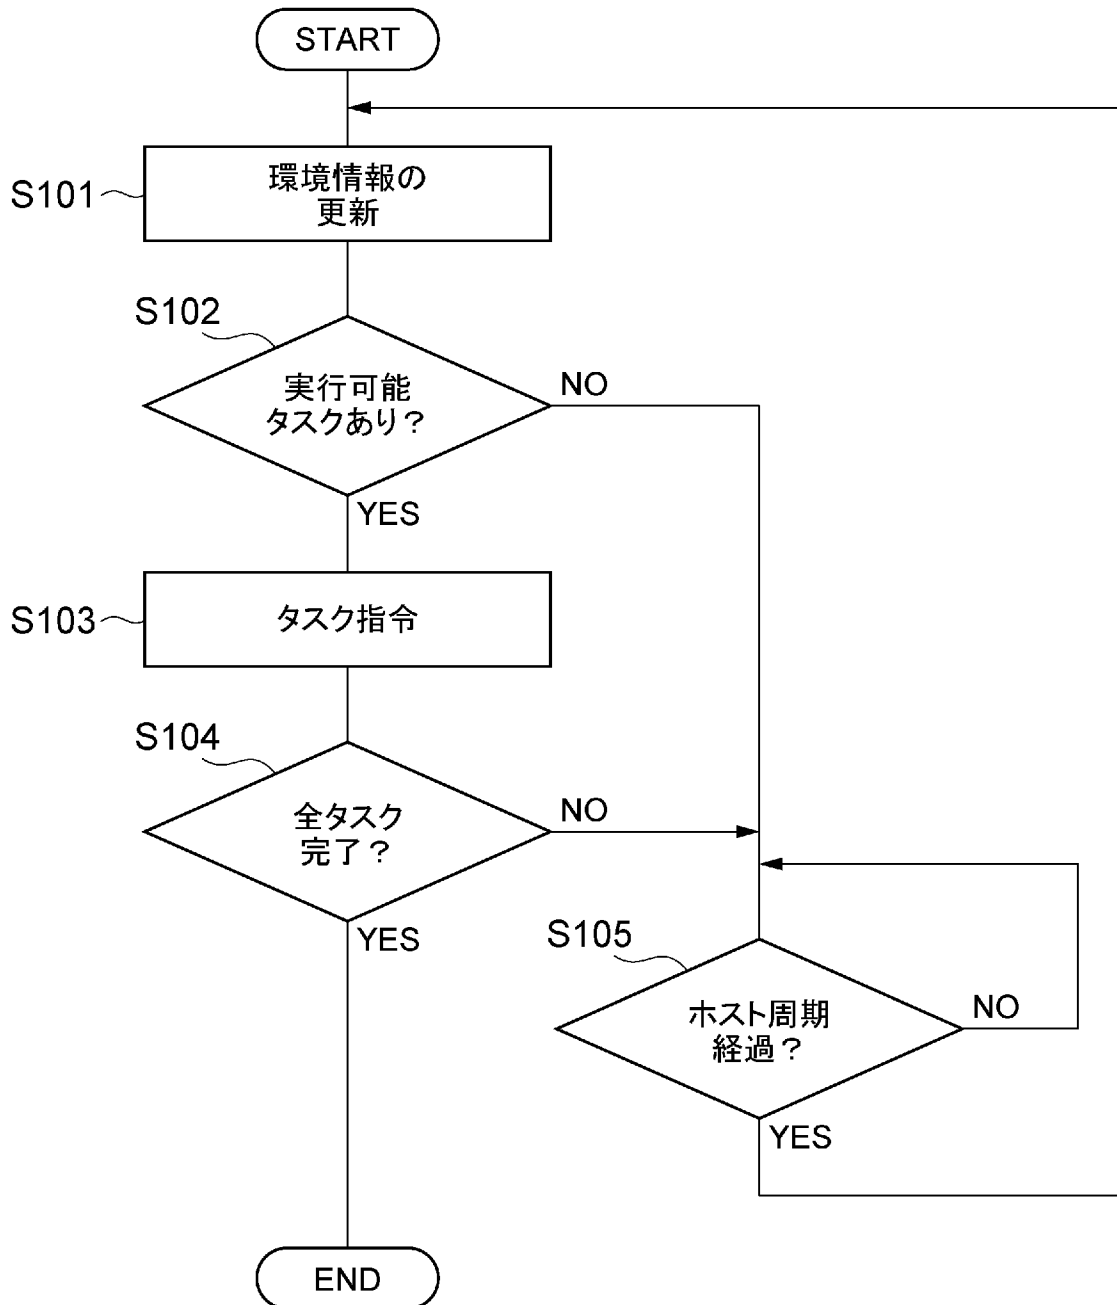 START
S101
環境情報の
更新
S102
実行可能
タスクあり？
NO
YES
S103
タスク指令
S104
全タスク
完了？
NO
YES
S105
ホスト周期
経過？
NO
YES
END